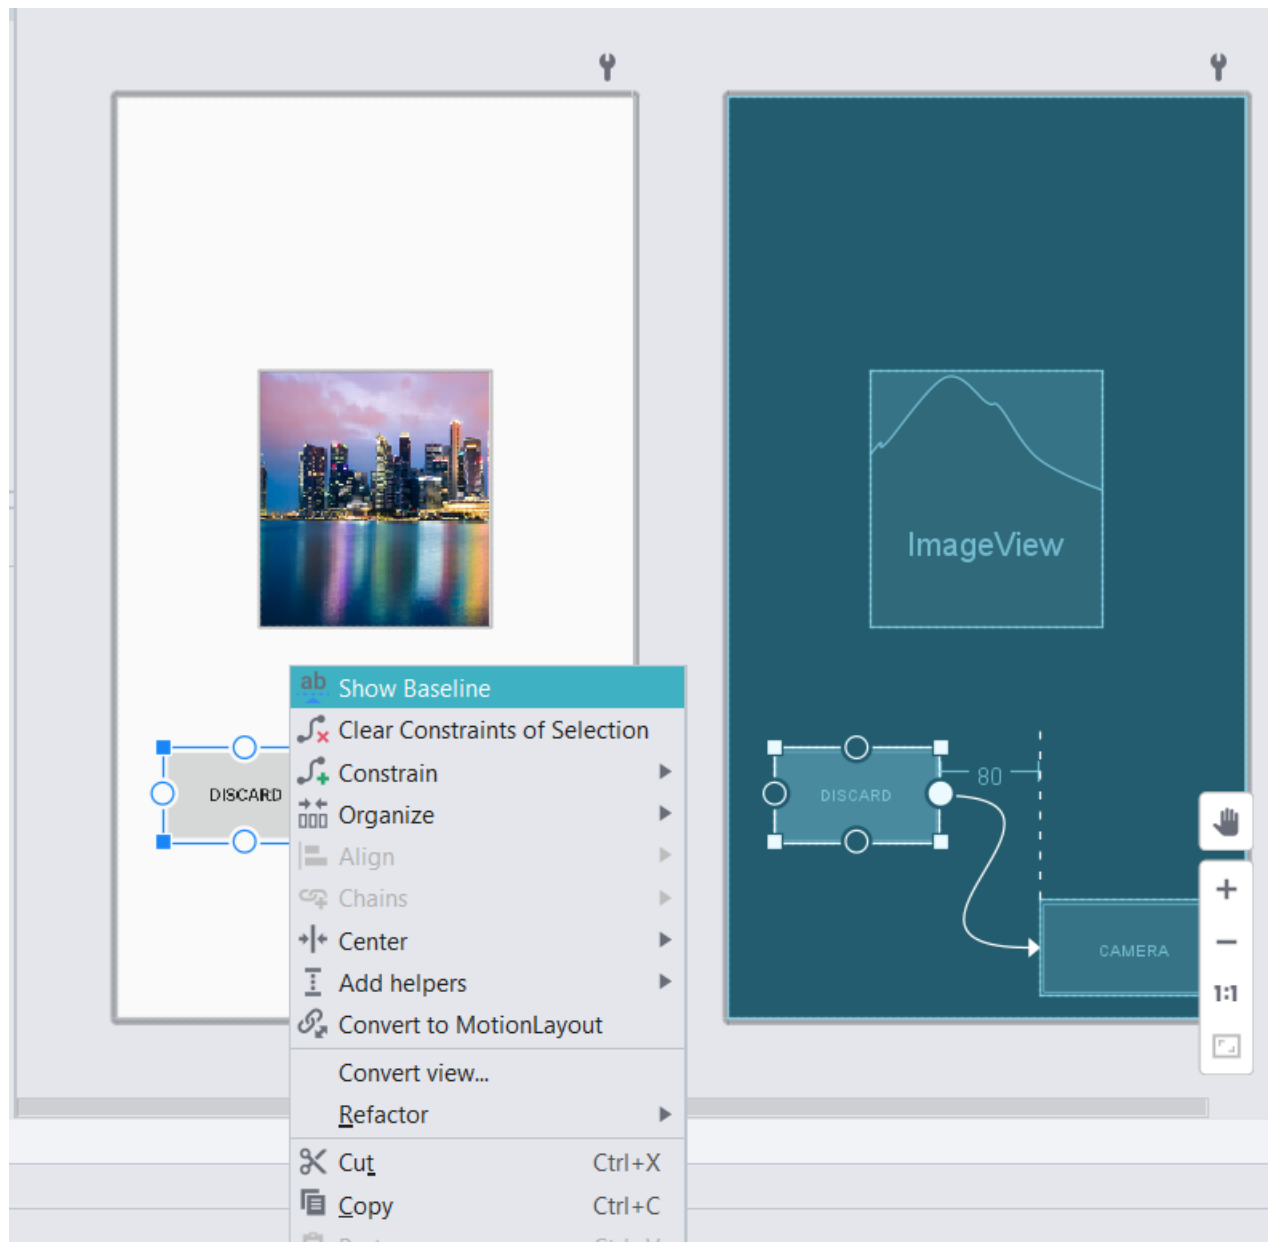 ImageView
ab
Show Baseline
Clear Constraints of Selection
Constrain
Organize
Align
Chains
Center
Add helpers
Convert to MotionLayout
Convert view...
Refactor
Cut Ctrl+X
Copy Ctrl+C
DISCARD
80
DISCARD
CAMERA
1:1